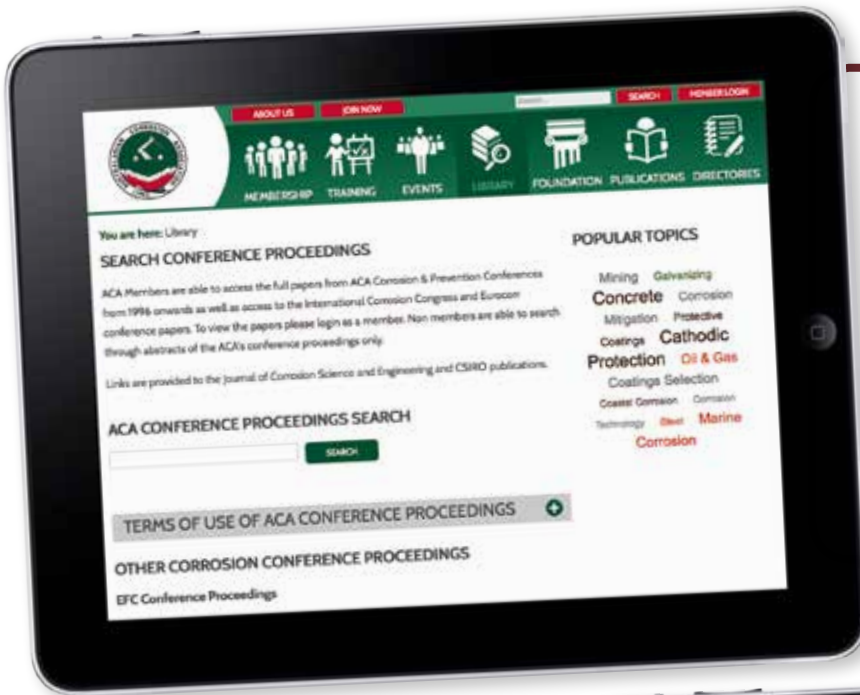 ABOUT US JOIN NOW SEARCH MEMBER LOGIN
MEMBERSHIP TRAINING EVENTS LIBRARY FOUNDATION PUBLICATIONS DIRECTORIES
You are here: Library
SEARCH CONFERENCE PROCEEDINGS
ACA Members are able to access the full papers from ACA Corrosion & Prevention Conferences
from 1996 onwards as well as access to the International Corrosion Congress and Eurocorr
conference papers. To view the papers please login as a member. Non members are able to search
through abstracts of the ACA's conference proceedings only.
Links are provided to the Journal of Corrosion Science and Engineering and CSIRO publications.
ACA CONFERENCE PROCEEDINGS SEARCH
SEARCH
TERMS OF USE OF ACA CONFERENCE PROCEEDINGS
OTHER CORROSION CONFERENCE PROCEEDINGS
EFC Conference Proceedings
POPULAR TOPICS
Mining Galvanizing
Concrete Corrosion
Mitigation Protective
Coatings Cathodic
Protection Oil & Gas
Coatings Selection
Coastal Corrosion Corrosion
Technology Steel Marine
Corrosion